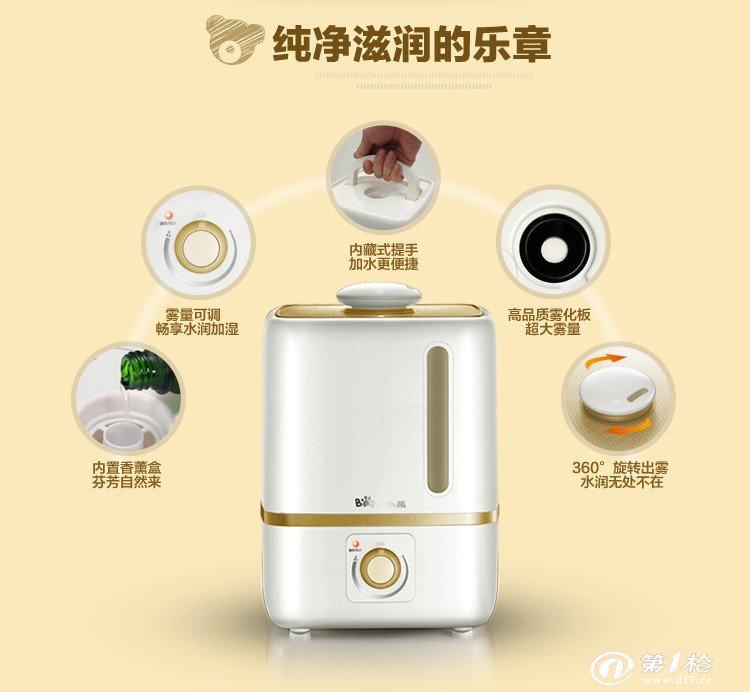 纯净滋润的乐章
内藏式提手
加水更便捷
雾量可调
畅享水润加湿
高品质雾化板
超大雾量
内置香薰盒
芬芳自然来
360°旋转出雾
水润无处不在
小熊
第1枪
www.d17.cc